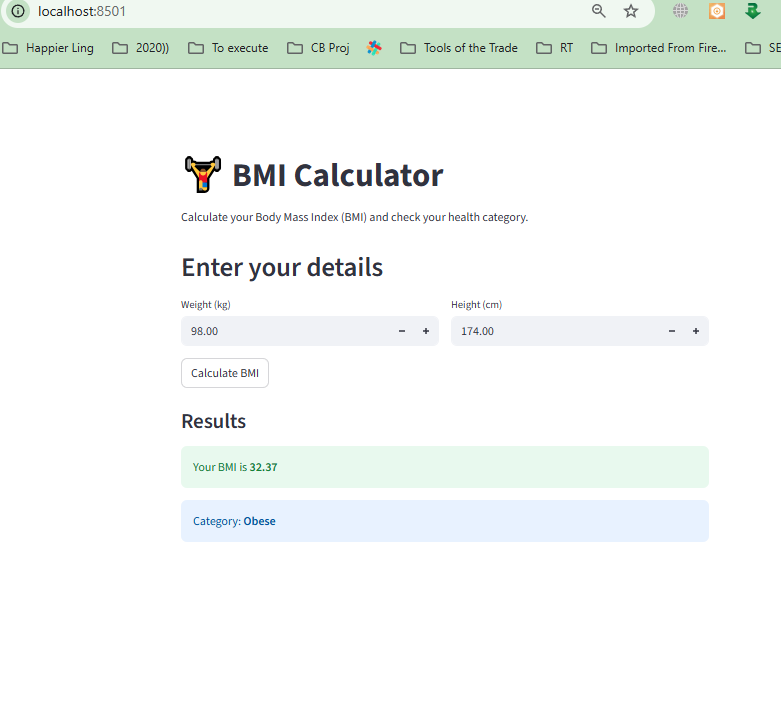 localhost:8501
Happier Ling 2020)) To execute CB Proj Tools of the Trade RT Imported From Fire... SE
BMI Calculator
Calculate your Body Mass Index (BMI) and check your health category.
Enter your details
Weight (kg) Height (cm)
98.00 − + 174.00 − +
Calculate BMI
Results
Your BMI is 32.37
Category: Obese